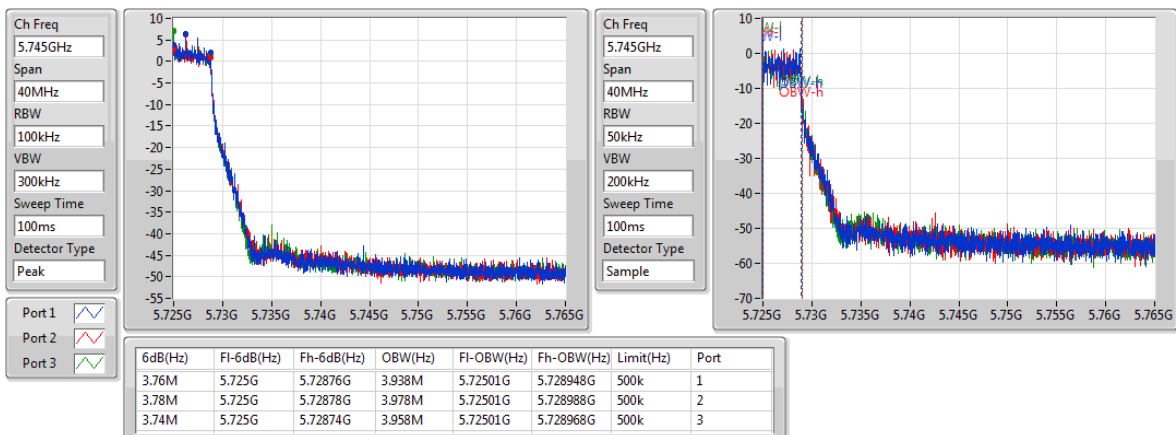 Ch Freq
5.745GHz
Span
40MHz
RBW
100kHz
VBW
300kHz
Sweep Time
100ms
Detector Type
Peak
10
5
0
-5
-10
-15
-20
-25
-30
-35
-40
-45
-50
-55
5.725G 5.73G 5.735G 5.74G 5.745G 5.75G 5.755G 5.76G 5.765G
Ch Freq
5.745GHz
Span
40MHz
RBW
50kHz
VBW
200kHz
Sweep Time
100ms
Detector Type
Sample
10
0
-10
-20
-30
-40
-50
-60
-70
OBW-h
5.725G 5.73G 5.735G 5.74G 5.745G 5.75G 5.755G 5.76G 5.765G
Port 1
Port 2
Port 3
6dB(Hz) Fl-6dB(Hz) Fh-6dB(Hz) OBW(Hz) Fl-OBW(Hz) Fh-OBW(Hz) Limit(Hz) Port
3.76M 5.725G 5.72876G 3.938M 5.72501G 5.728948G 500k 1
3.78M 5.725G 5.72878G 3.978M 5.72501G 5.728988G 500k 2
3.74M 5.725G 5.72874G 3.958M 5.72501G 5.728968G 500k 3